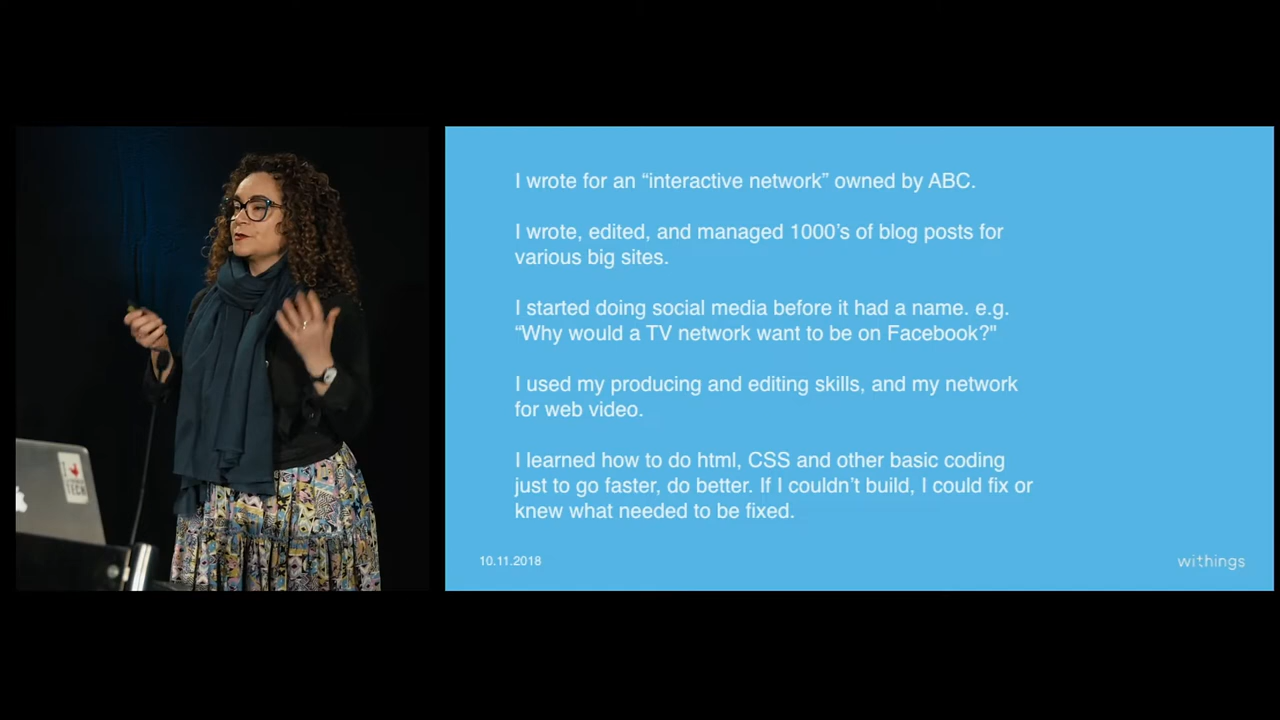 I wrote for an “interactive network” owned by ABC.
I wrote, edited, and managed 1000’s of blog posts for
various big sites.
I started doing social media before it had a name. e.g.
“Why would a TV network want to be on Facebook?"
I used my producing and editing skills, and my network
for web video.
I learned how to do html, CSS and other basic coding
just to go faster, do better. If I couldn’t build, I could fix or
knew what needed to be fixed.
10.11.2018
withings
I
TECH